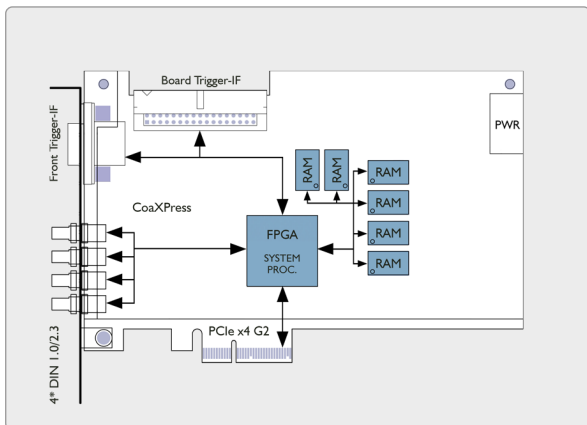 Board Trigger-IF
Front Trigger-IF
PWR
RAM
RAM
RAM
RAM
RAM
RAM
CoaXPress
FPGA
SYSTEM
PROC.
PCIe x4 G2
4* DIN 1.0/2.3